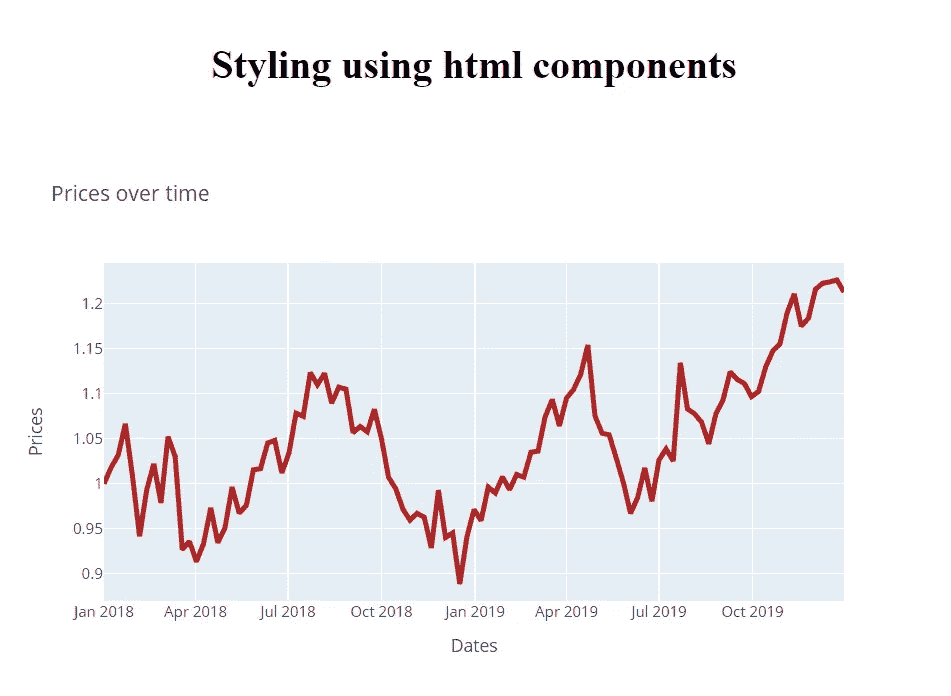 Styling using html components
Prices over time
1.2
1.15
1.1
1.05
1
0.95
0.9
Prices
Jan 2018 Apr 2018 Jul 2018 Oct 2018 Jan 2019 Apr 2019 Jul 2019 Oct 2019
Dates